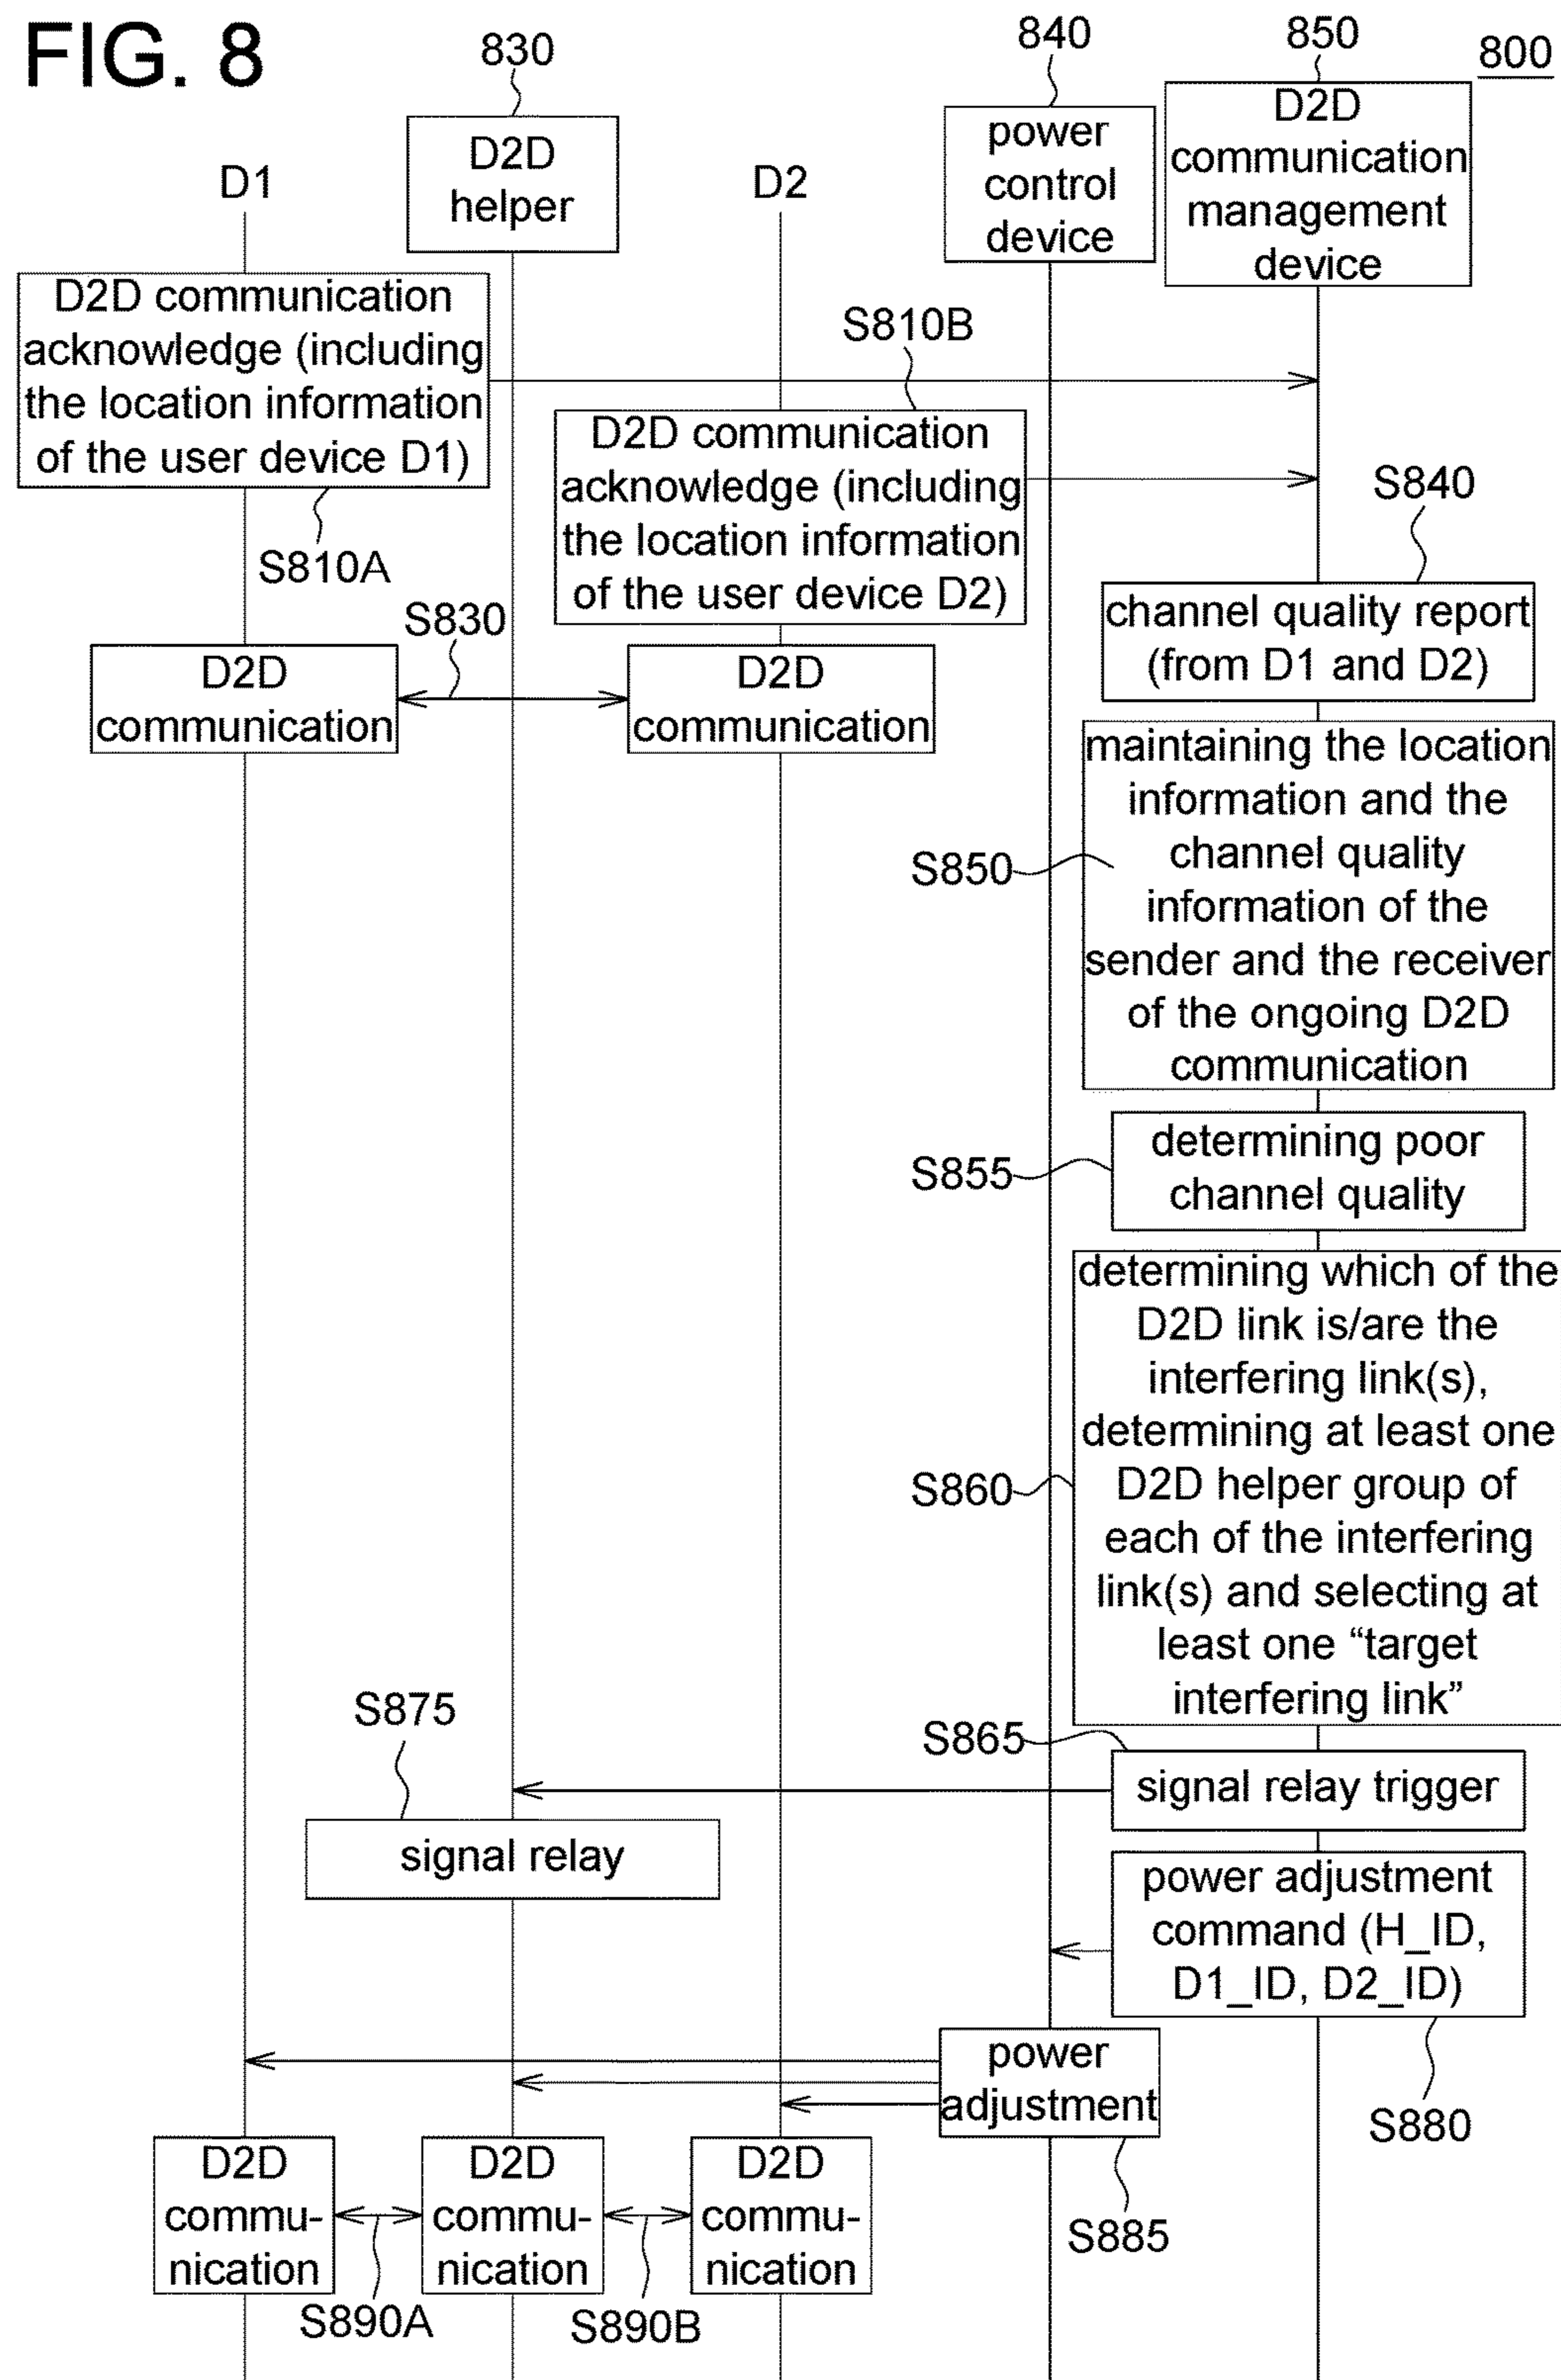 FIG. 8
800
830
840
850
D1
D2D
helper
D2
power
control
device
D2D
communication
management
device
D2D communication
acknowledge (including
the location information
of the user device D1)
S810A
S810B
D2D communication
acknowledge (including
the location information
of the user device D2)
S830
D2D
communication
D2D
communication
S840
channel quality report
(from D1 and D2)
S850
maintaining the location
information and the
channel quality
information of the
sender and the receiver
of the ongoing D2D
communication
S855
determining poor
channel quality
S860
determining which of the
D2D link is/are the
interfering link(s),
determining at least one
D2D helper group of
each of the interfering
link(s) and selecting at
least one “target
interfering link”
S865
signal relay trigger
S875
signal relay
power adjustment
command (H_ID,
D1_ID, D2_ID)
S880
power
adjustment
S885
D2D
commu-
nication
D2D
commu-
nication
D2D
commu-
nication
S890A
S890B